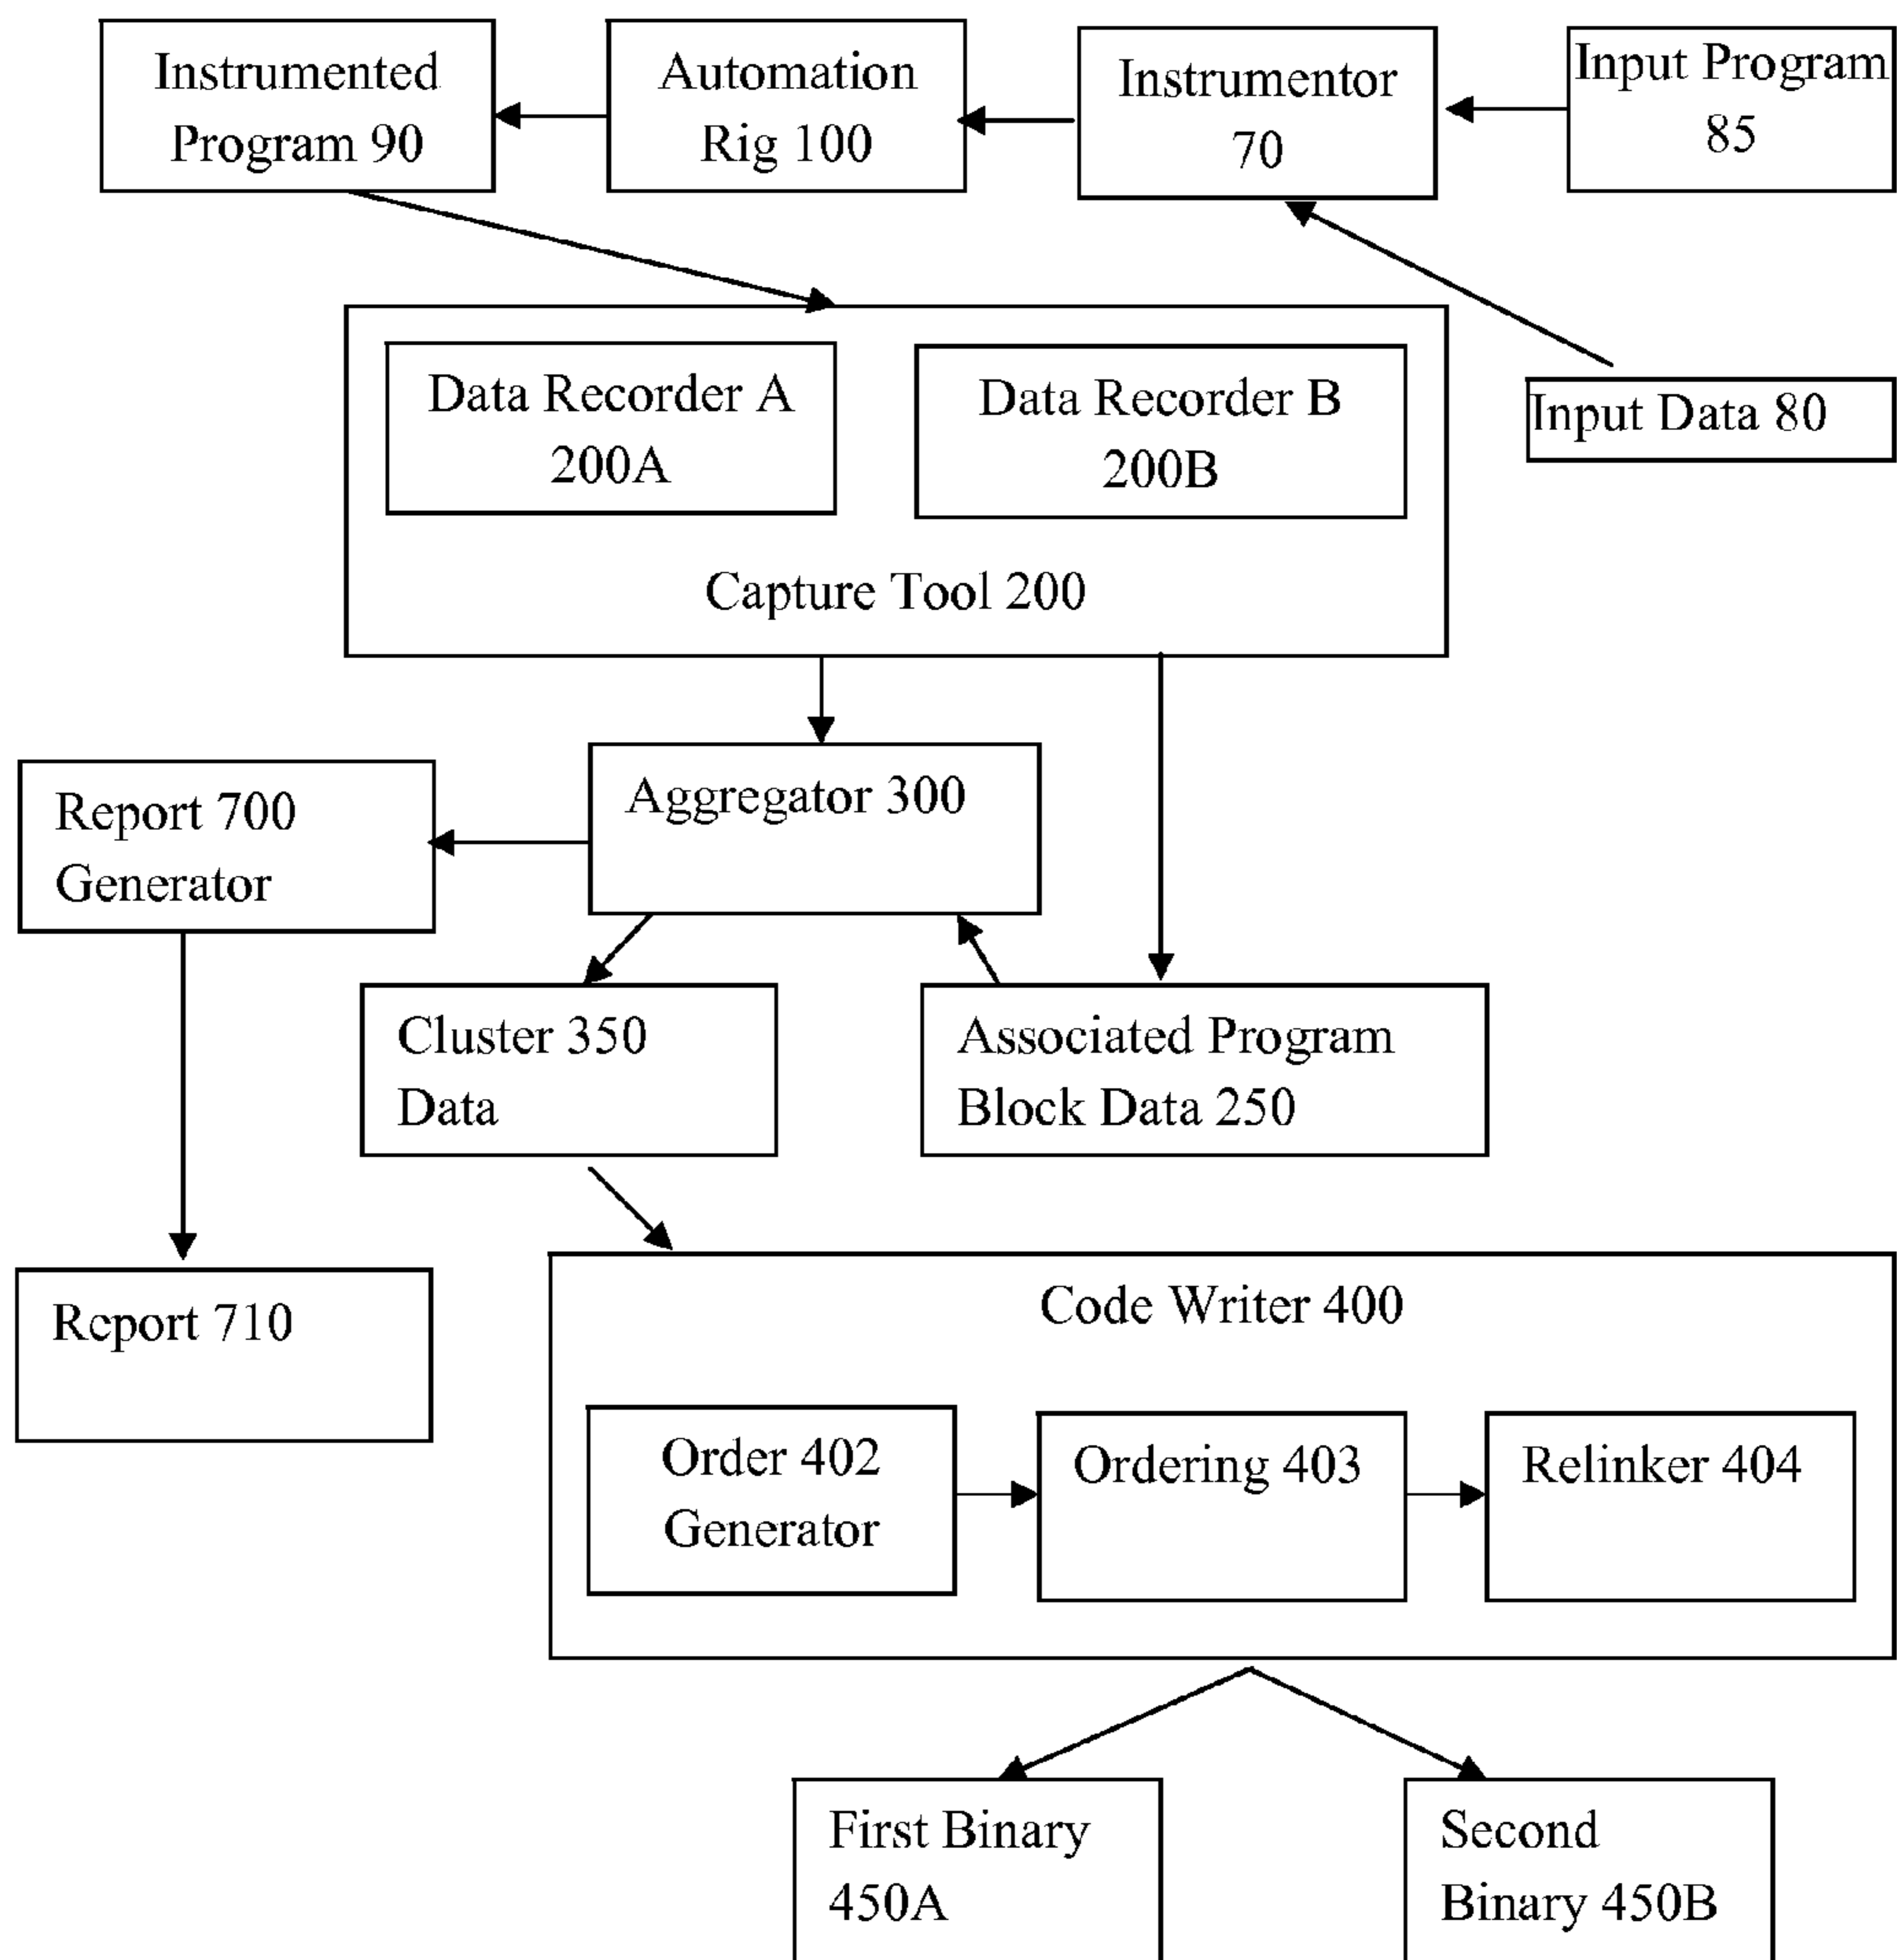 Instrumented
Program 90
Automation
Rig 100
Instrumentor
70
Input Program
85
Data Recorder A
200A
Data Recorder B
200B
Capture Tool 200
Input Data 80
Report 700
Generator
Aggregator 300
Cluster 350
Data
Associated Program
Block Data 250
Report 710
Code Writer 400
Order 402
Generator
Ordering 403
Relinker 404
First Binary
450A
Second
Binary 450B